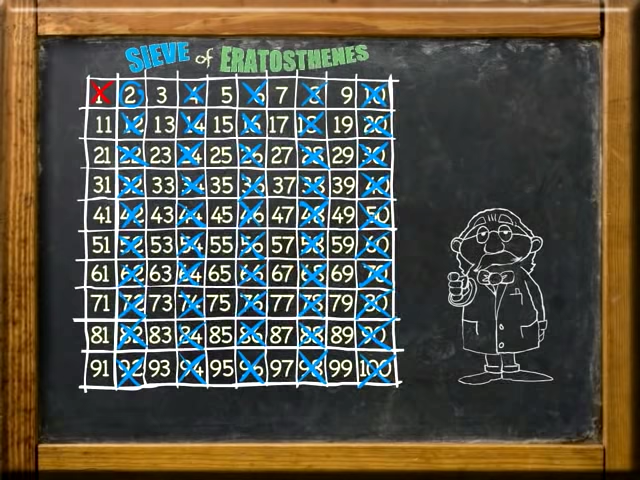 SIEVE of ERATOSTHENES
1 2 3 4 5 6 7 8 9 10
11 12 13 14 15 16 17 18 19 20
21 22 23 24 25 26 27 28 29 30
31 32 33 34 35 36 37 38 39 40
41 42 43 44 45 46 47 48 49 50
51 52 53 54 55 56 57 58 59 60
61 62 63 64 65 66 67 68 69 70
71 72 73 74 75 76 77 78 79 80
81 82 83 84 85 86 87 88 89 90
91 92 93 94 95 96 97 98 99 100